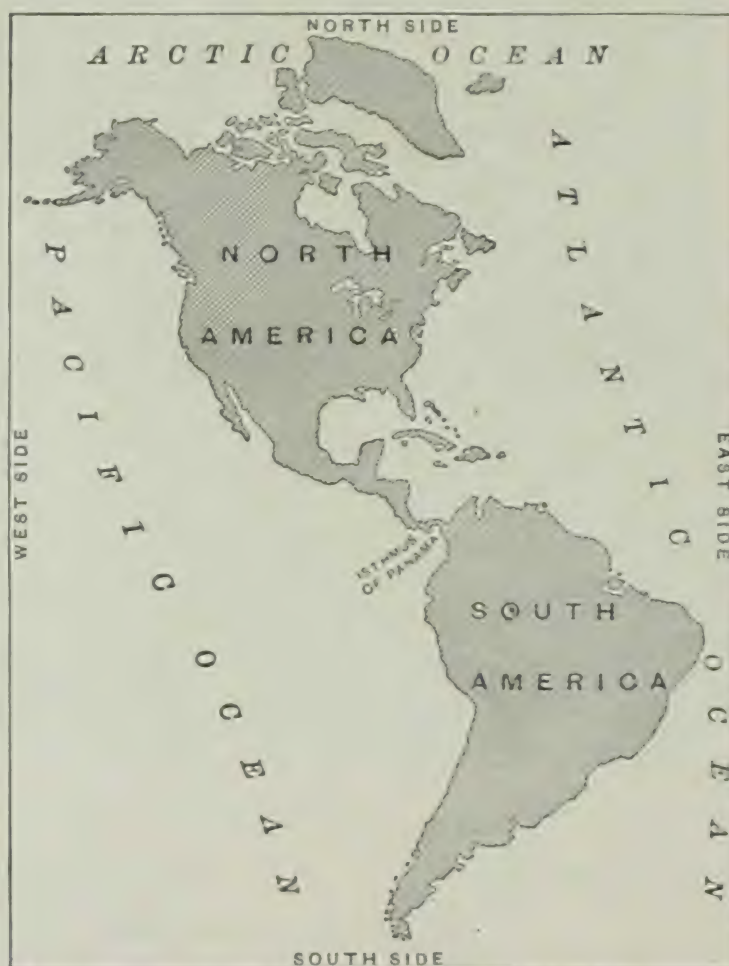 NORTH SIDE
ARCTIC OCEAN
ATLANTIC OCEAN
PACIFIC OCEAN
NORTH
AMERICA
WEST SIDE
EAST SIDE
ISTHMUS
OF PANAMA
SOUTH
AMERICA
SOUTH SIDE